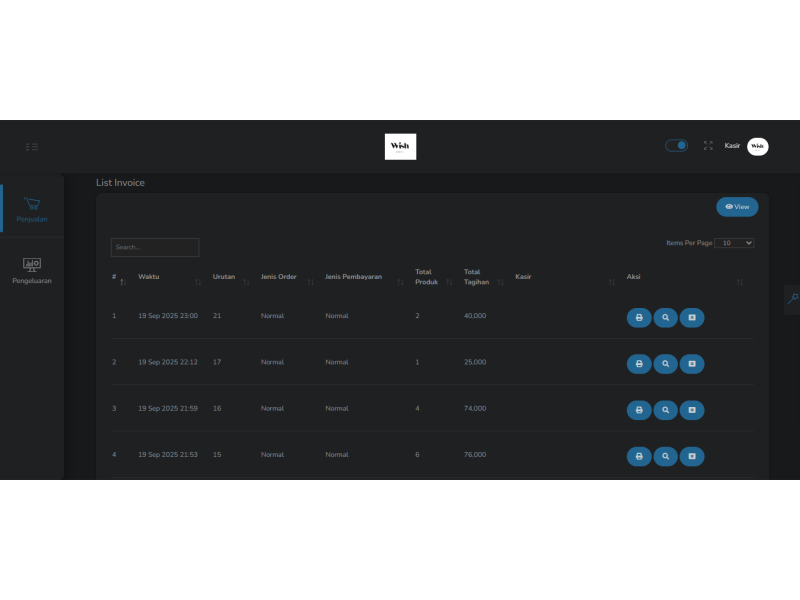 Wish
Kasir
Wish
List Invoice
Penjualan
View
Search...
Items Per Page 10
Pengeluaran
# Waktu Urutan Jenis Order Jenis Pembayaran Total Produk Total Tagihan Kasir Aksi
1 19 Sep 2025 23:00 21 Normal Normal 2 40,000
2 19 Sep 2025 22:12 17 Normal Normal 1 25,000
3 19 Sep 2025 21:59 16 Normal Normal 4 74,000
4 19 Sep 2025 21:53 15 Normal Normal 6 76,000